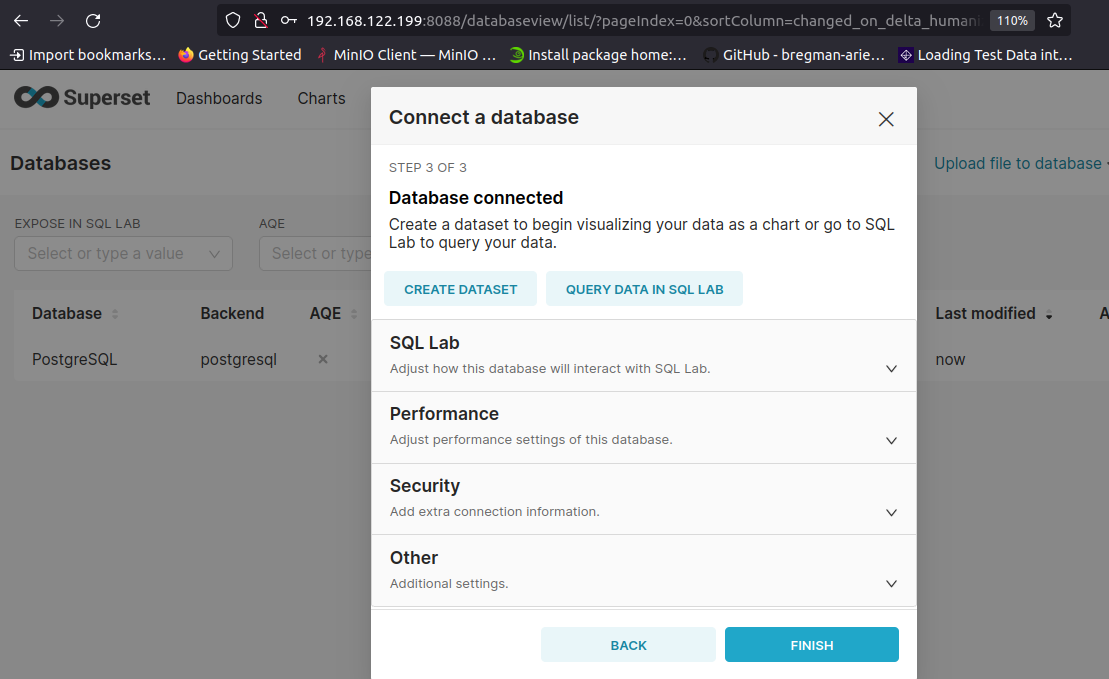 192.168.122.199:8088/databaseview/list/?pageIndex=0&sortColumn=changed_on_delta_human
110%
Import bookmarks... Getting Started MinIO Client — MinIO ... Install package home:... GitHub - bregman-arie... Loading Test Data int...
Superset Dashboards Charts
Databases
Upload file to database
EXPOSE IN SQL LAB AQE
Select or type a value Select or type
Database Backend AQE Last modified A
PostgreSQL postgresql now
Connect a database
STEP 3 OF 3
Database connected
Create a dataset to begin visualizing your data as a chart or go to SQL
Lab to query your data.
CREATE DATASET QUERY DATA IN SQL LAB
SQL Lab
Adjust how this database will interact with SQL Lab.
Performance
Adjust performance settings of this database.
Security
Add extra connection information.
Other
Additional settings.
BACK FINISH